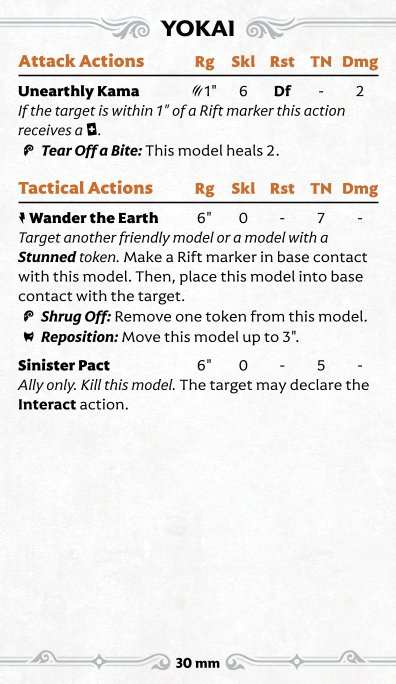 YOKAI
Attack Actions Rg Skl Rst TN Dmg
Unearthly Kama 1" 6 Df - 2
If the target is within 1" of a Rift marker this action
receives a .
Tear Off a Bite: This model heals 2.
Tactical Actions Rg Skl Rst TN Dmg
Wander the Earth 6" 0 - 7 -
Target another friendly model or a model with a
Stunned token. Make a Rift marker in base contact
with this model. Then, place this model into base
contact with the target.
Shrug Off: Remove one token from this model.
Reposition: Move this model up to 3".
Sinister Pact 6" 0 - 5 -
Ally only. Kill this model. The target may declare the
Interact action.
30 mm